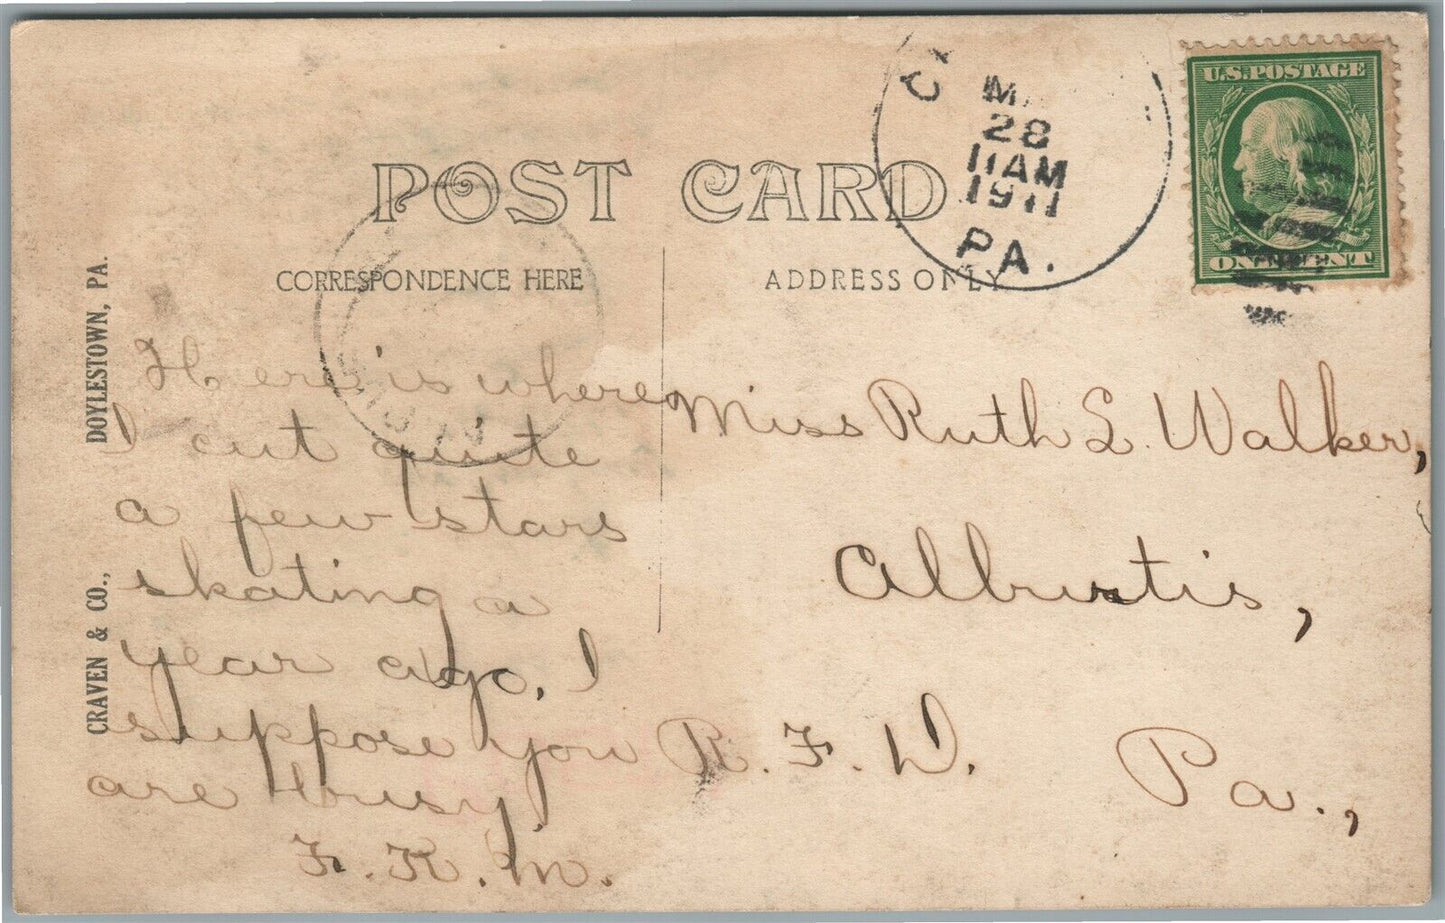 POST CARD
CORRESPONDENCE HERE
ADDRESS ONLY
CRAVEN & CO., DOYLESTOWN, PA.
28
11 AM
1911
PA.
U.S. POSTAGE
ONE CENT
Here is where
I cut quite
a few stars
skating a
year ago. I
suppose you
are busy.
F. K. M.
Miss Ruth L. Walker,
Alburtis,
R. F. D.
Pa.,